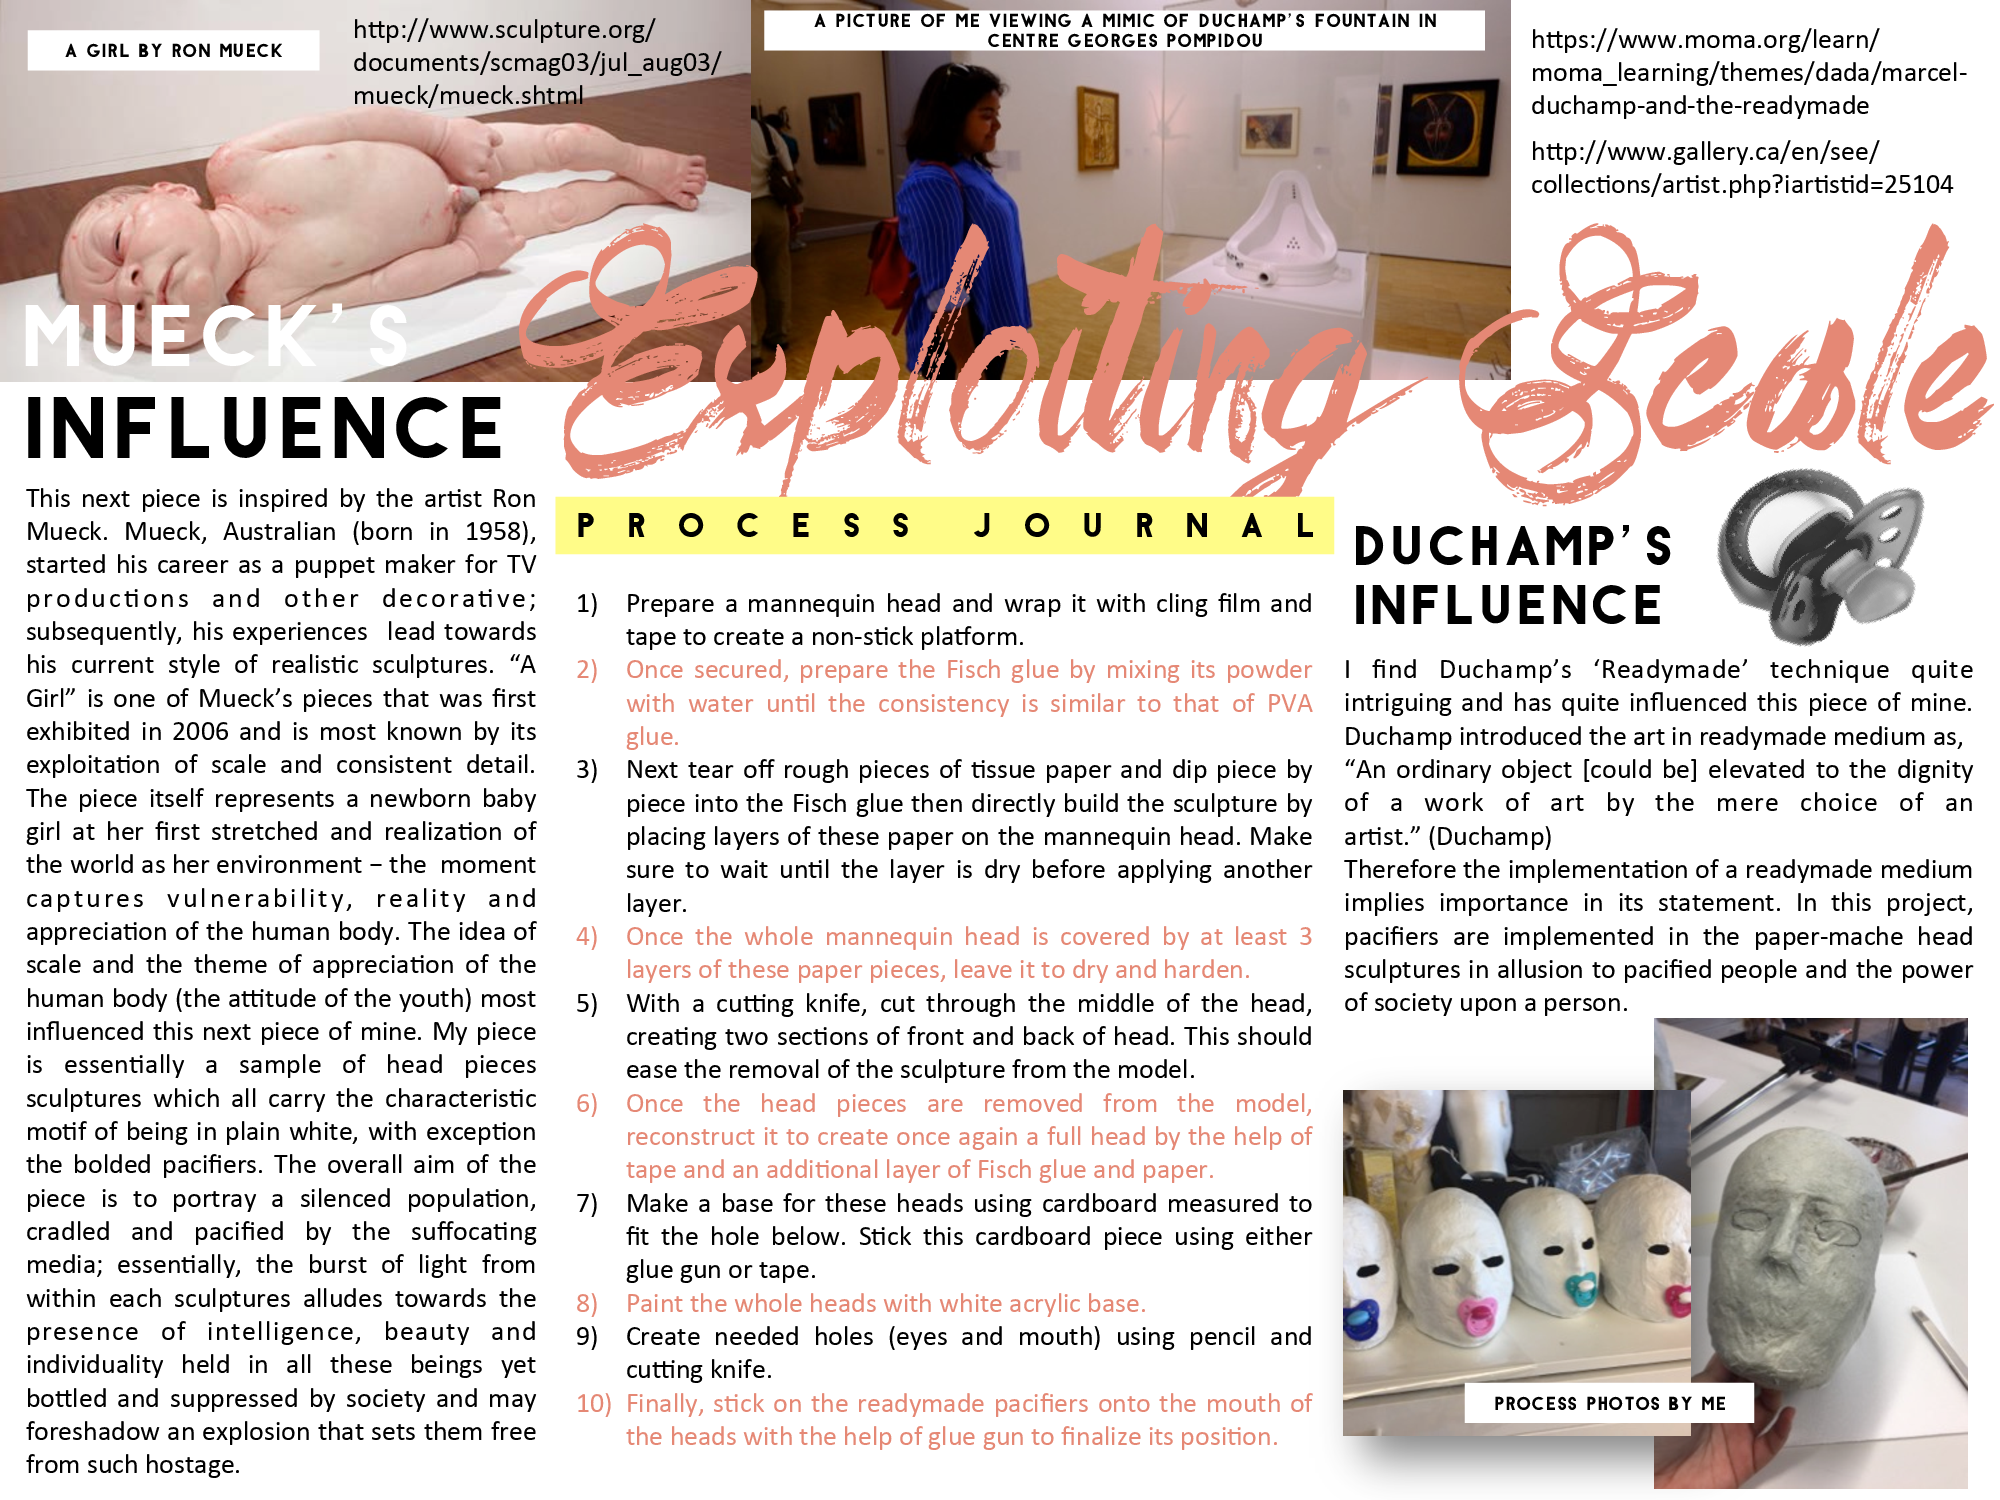 A GIRL BY RON MUECK
http://www.sculpture.org/
documents/scmag03/jul_aug03/
mueck/mueck.shtml
A PICTURE OF ME VIEWING A MIMIC OF DUCHAMP'S FOUNTAIN IN
CENTRE GEORGES POMPIDOU
https://www.moma.org/learn/
moma_learning/themes/dada/marcel-
duchamp-and-the-readymade
http://www.gallery.ca/en/see/
collections/artist.php?iartistid=25104
Exploiting Scale
MUECK'S
INFLUENCE
This next piece is inspired by the artist Ron
Mueck. Mueck, Australian (born in 1958),
started his career as a puppet maker for TV
productions and other decorative;
subsequently, his experiences lead towards
his current style of realistic sculptures. “A
Girl” is one of Mueck’s pieces that was first
exhibited in 2006 and is most known by its
exploitation of scale and consistent detail.
The piece itself represents a newborn baby
girl at her first stretched and realization of
the world as her environment – the moment
captures vulnerability, reality and
appreciation of the human body. The idea of
scale and the theme of appreciation of the
human body (the attitude of the youth) most
influenced this next piece of mine. My piece
is essentially a sample of head pieces
sculptures which all carry the characteristic
motif of being in plain white, with exception
the bolded pacifiers. The overall aim of the
piece is to portray a silenced population,
cradled and pacified by the suffocating
media; essentially, the burst of light from
within each sculptures alludes towards the
presence of intelligence, beauty and
individuality held in all these beings yet
bottled and suppressed by society and may
foreshadow an explosion that sets them free
from such hostage.
PROCESS JOURNAL
1) Prepare a mannequin head and wrap it with cling film and
tape to create a non-stick platform.
2) Once secured, prepare the Fisch glue by mixing its powder
with water until the consistency is similar to that of PVA
glue.
3) Next tear off rough pieces of tissue paper and dip piece by
piece into the Fisch glue then directly build the sculpture by
placing layers of these paper on the mannequin head. Make
sure to wait until the layer is dry before applying another
layer.
4) Once the whole mannequin head is covered by at least 3
layers of these paper pieces, leave it to dry and harden.
5) With a cutting knife, cut through the middle of the head,
creating two sections of front and back of head. This should
ease the removal of the sculpture from the model.
6) Once the head pieces are removed from the model,
reconstruct it to create once again a full head by the help of
tape and an additional layer of Fisch glue and paper.
7) Make a base for these heads using cardboard measured to
fit the hole below. Stick this cardboard piece using either
glue gun or tape.
8) Paint the whole heads with white acrylic base.
9) Create needed holes (eyes and mouth) using pencil and
cutting knife.
10) Finally, stick on the readymade pacifiers onto the mouth of
the heads with the help of glue gun to finalize its position.
DUCHAMP'S
INFLUENCE
I find Duchamp’s ‘Readymade’ technique quite
intriguing and has quite influenced this piece of mine.
Duchamp introduced the art in readymade medium as,
“An ordinary object [could be] elevated to the dignity
of a work of art by the mere choice of an
artist.” (Duchamp)
Therefore the implementation of a readymade medium
implies importance in its statement. In this project,
pacifiers are implemented in the paper-mache head
sculptures in allusion to pacified people and the power
of society upon a person.
PROCESS PHOTOS BY ME